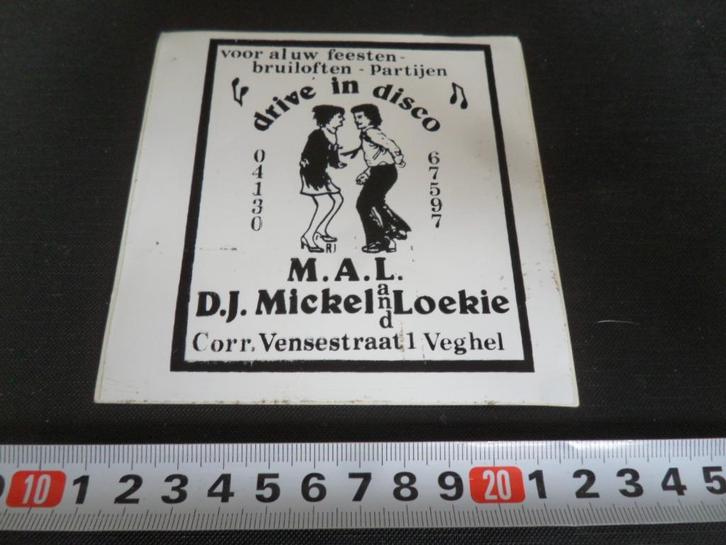 voor al uw feesten-
bruiloften - Partijen
drive in disco
04130
67597
RJ
M.A.L.
D.J. Mickel and Loekie
Corr. Vensestraat 1 Veghel
10 1 2 3 4 5 6 7 8 9 20 1 2 3 4 5